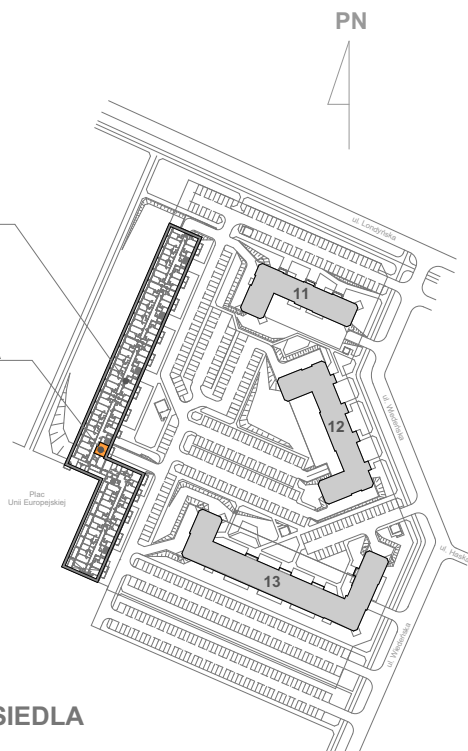 PN
ul. Londyńska
11
ul. Wiedeńska
12
Plac
Unii Europejskiej
13
ul. Wiedeńska
SIEDLA